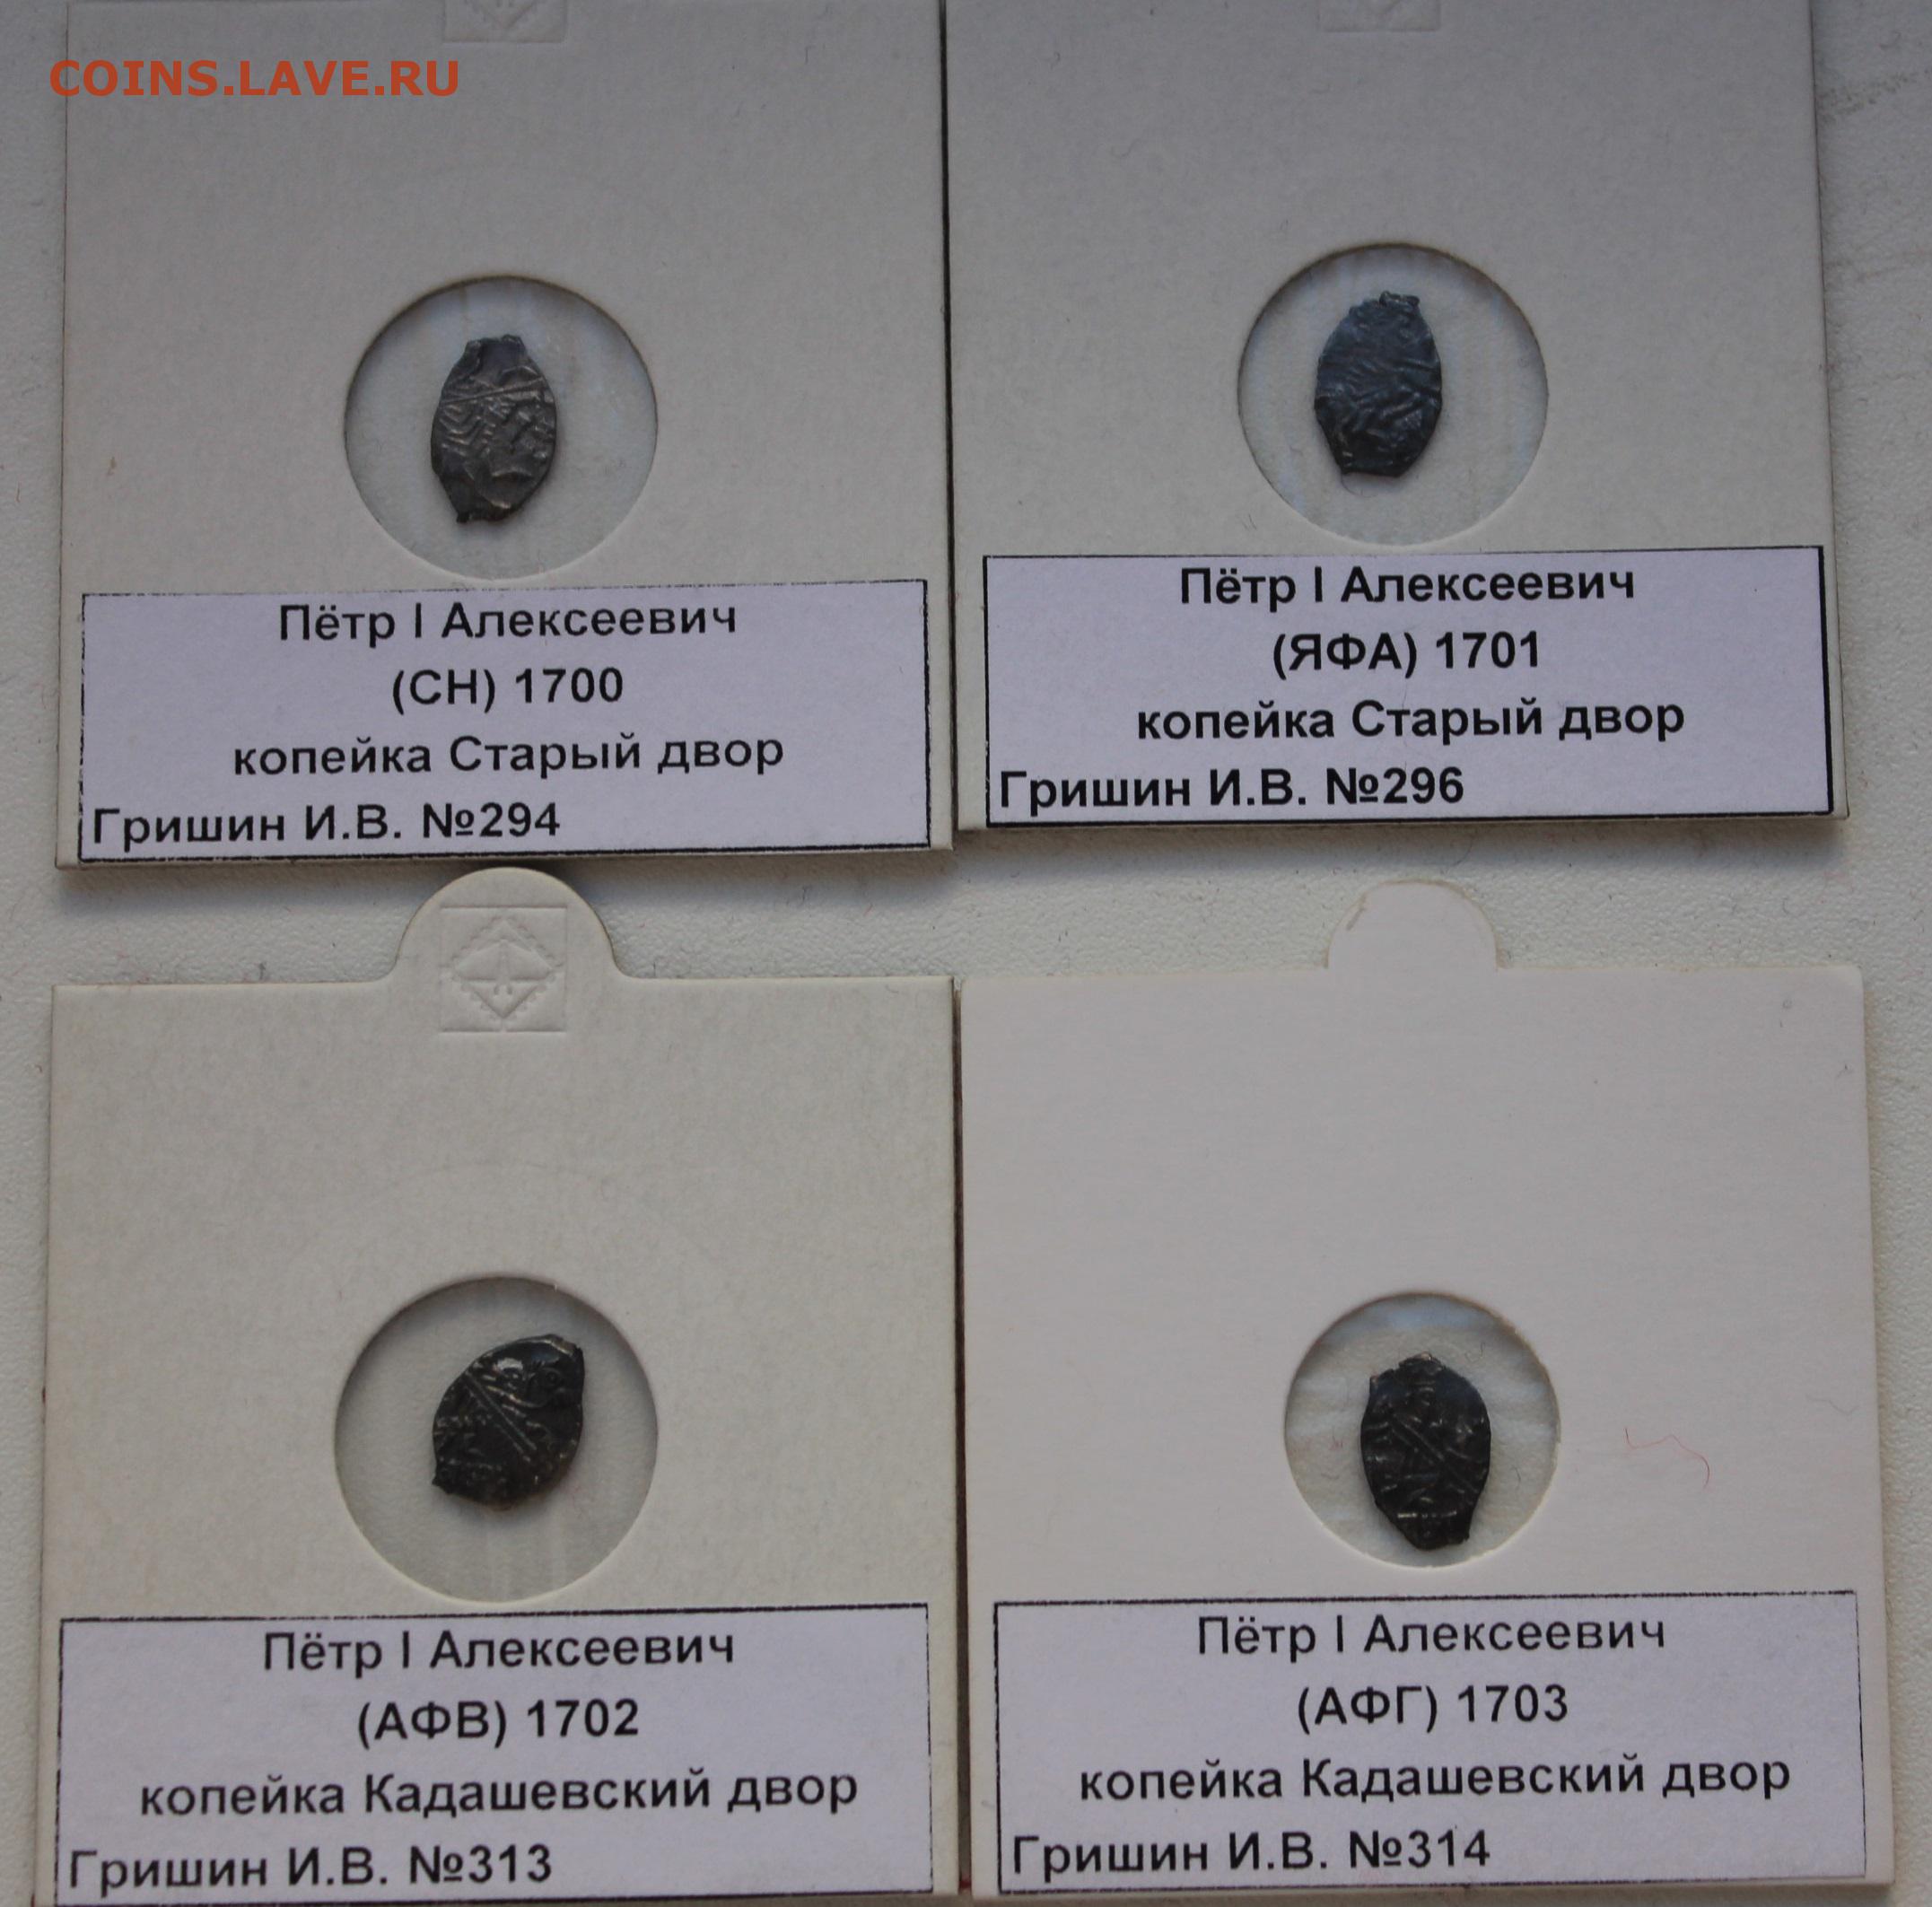 COINS.LAVE.RU
Пётр I Алексеевич
(СН) 1700
копейка Старый двор
Гришин И.В. №294
Пётр I Алексеевич
(ЯФА) 1701
копейка Старый двор
Гришин И.В. №296
Пётр I Алексеевич
(АФВ) 1702
копейка Кадашевский двор
Гришин И.В. №313
Пётр I Алексеевич
(АФГ) 1703
копейка Кадашевский двор
Гришин И.В. №314